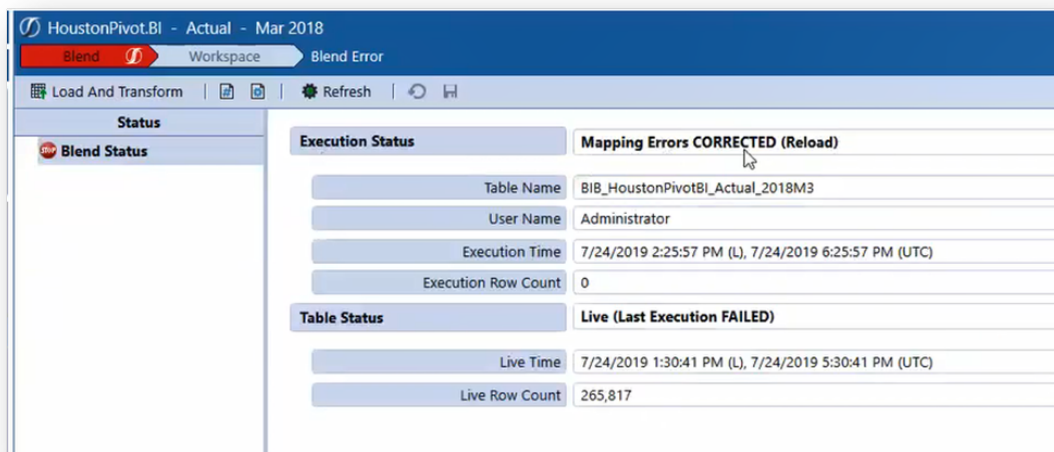 HoustonPivot.BI - Actual - Mar 2018
Blend Workspace Blend Error
Load And Transform Refresh
Status
STOP Blend Status
Execution Status Mapping Errors CORRECTED (Reload)
Table Name BIB_HoustonPivotBI_Actual_2018M3
User Name Administrator
Execution Time 7/24/2019 2:25:57 PM (L), 7/24/2019 6:25:57 PM (UTC)
Execution Row Count 0
Table Status Live (Last Execution FAILED)
Live Time 7/24/2019 1:30:41 PM (L), 7/24/2019 5:30:41 PM (UTC)
Live Row Count 265,817